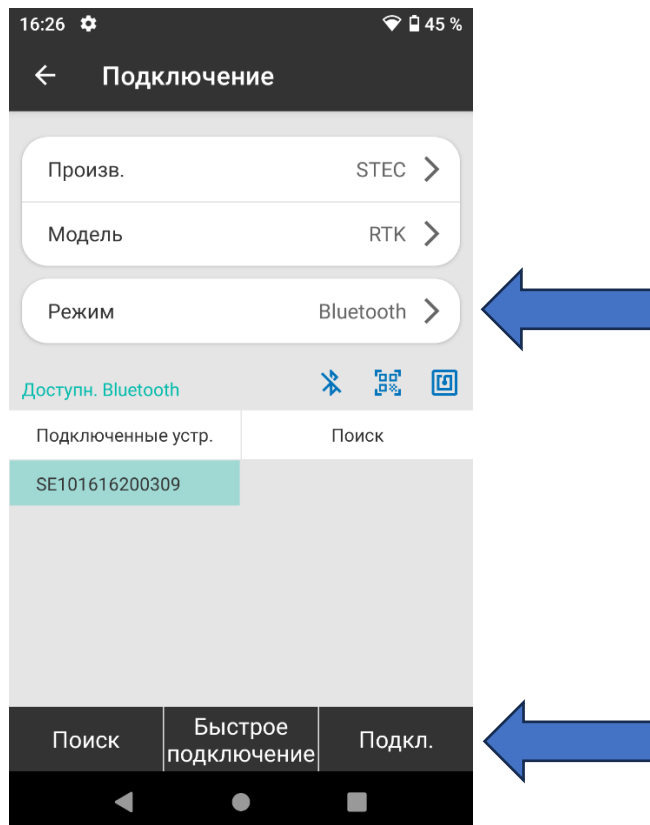 16:26 45 %
Подключение
Произв. STEC
Модель RTK
Режим Bluetooth
Доступн. Bluetooth
Подключенные устр. Поиск
SE101616200309
Поиск Быстрое подключение Подкл.